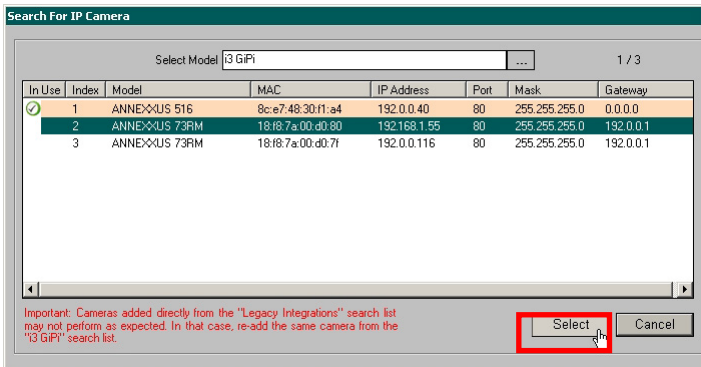 Search For IP Camera
Select Model i3 GiPi ... 1 / 3
In Use Index Model MAC IP Address Port Mask Gateway
1 ANNEXXUS 516 8c:e7:48:30:f1:a4 192.0.0.40 80 255.255.255.0 0.0.0.0
2 ANNEXXUS 73RM 18:f8:7a:00:d0:80 192.168.1.55 80 255.255.255.0 192.0.0.1
3 ANNEXXUS 73RM 18:f8:7a:00:d0:7f 192.0.0.116 80 255.255.255.0 192.0.0.1
Important: Cameras added directly from the "Legacy Integrations" search list
may not perform as expected. In that case, re-add the same camera from the
"i3 GiPi" search list.
Select Cancel